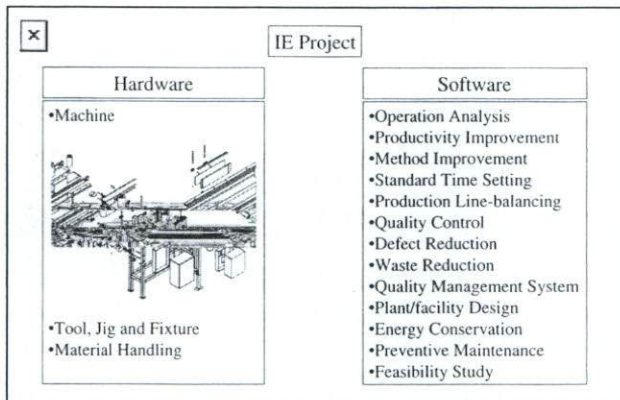 IE Project
Hardware
•Machine
•Tool, Jig and Fixture
•Material Handling
Software
•Operation Analysis
•Productivity Improvement
•Method Improvement
•Standard Time Setting
•Production Line-balancing
•Quality Control
•Defect Reduction
•Waste Reduction
•Quality Management System
•Plant/facility Design
•Energy Conservation
•Preventive Maintenance
•Feasibility Study